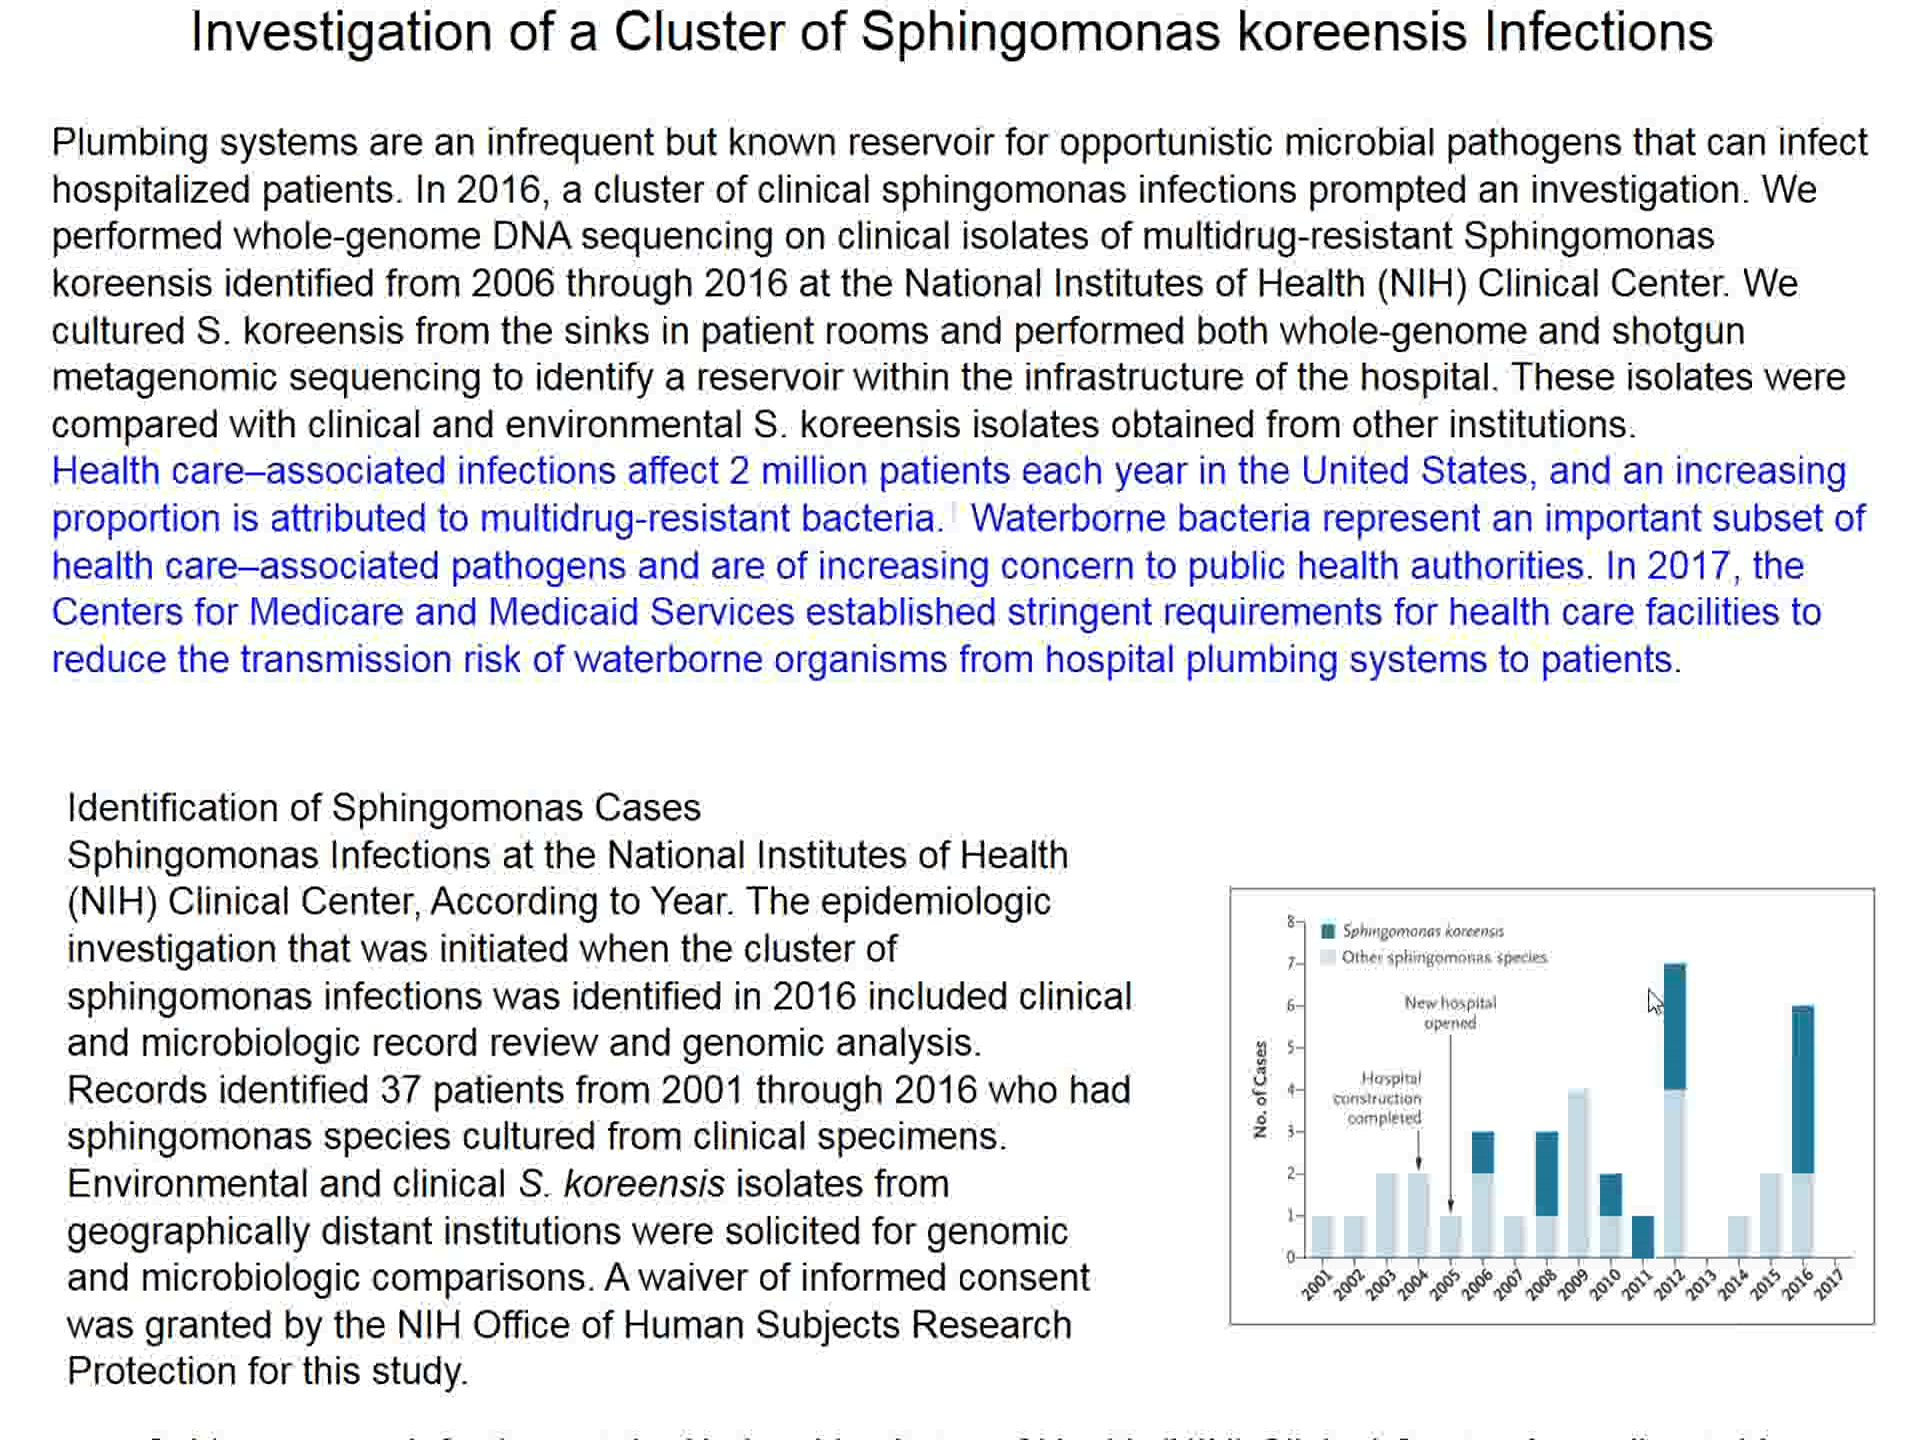 Investigation of a Cluster of Sphingomonas koreensis Infections
Plumbing systems are an infrequent but known reservoir for opportunistic microbial pathogens that can infect
hospitalized patients. In 2016, a cluster of clinical sphingomonas infections prompted an investigation. We
performed whole-genome DNA sequencing on clinical isolates of multidrug-resistant Sphingomonas
koreensis identified from 2006 through 2016 at the National Institutes of Health (NIH) Clinical Center. We
cultured S. koreensis from the sinks in patient rooms and performed both whole-genome and shotgun
metagenomic sequencing to identify a reservoir within the infrastructure of the hospital. These isolates were
compared with clinical and environmental S. koreensis isolates obtained from other institutions.
Health care–associated infections affect 2 million patients each year in the United States, and an increasing
proportion is attributed to multidrug-resistant bacteria. Waterborne bacteria represent an important subset of
health care–associated pathogens and are of increasing concern to public health authorities. In 2017, the
Centers for Medicare and Medicaid Services established stringent requirements for health care facilities to
reduce the transmission risk of waterborne organisms from hospital plumbing systems to patients.
Identification of Sphingomonas Cases
Sphingomonas Infections at the National Institutes of Health
(NIH) Clinical Center, According to Year. The epidemiologic
investigation that was initiated when the cluster of
sphingomonas infections was identified in 2016 included clinical
and microbiologic record review and genomic analysis.
Records identified 37 patients from 2001 through 2016 who had
sphingomonas species cultured from clinical specimens.
Environmental and clinical S. koreensis isolates from
geographically distant institutions were solicited for genomic
and microbiologic comparisons. A waiver of informed consent
was granted by the NIH Office of Human Subjects Research
Protection for this study.
Sphingomonas koreensis
Other sphingomonas species
New hospital
opened
Hospital
construction
completed
No. of Cases
8
7
6
5
4
3
2
1
0
2001 2002 2003 2004 2005 2006 2007 2008 2009 2010 2011 2012 2013 2014 2015 2016 2017